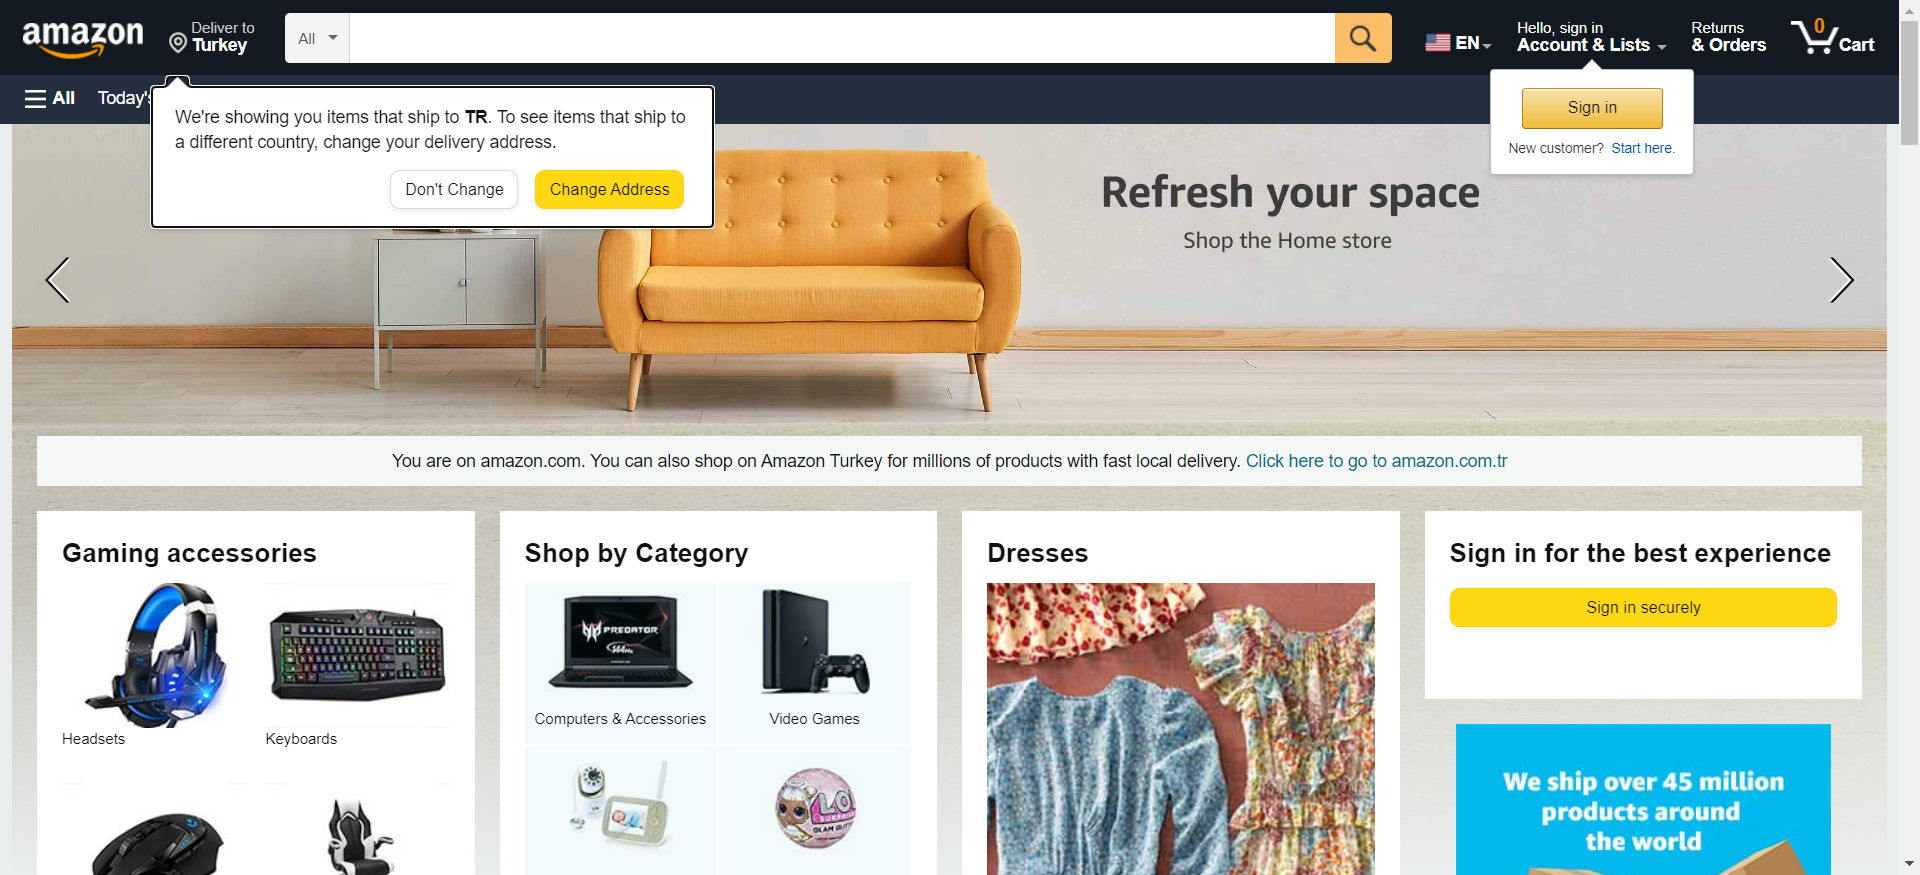 amazon
Deliver to
Turkey
All
EN
Hello, sign in
Account & Lists
Returns
& Orders
0
Cart
All
Today's
Sign in
New customer? Start here.
We're showing you items that ship to TR. To see items that ship to
a different country, change your delivery address.
Don't Change
Change Address
Refresh your space
Shop the Home store
You are on amazon.com. You can also shop on Amazon Turkey for millions of products with fast local delivery. Click here to go to amazon.com.tr
Gaming accessories
Headsets
Keyboards
Shop by Category
PREDATOR
144Hz
Computers & Accessories
Video Games
L.O.L.
SURPRISE
GLAM GLITTER
Dresses
Sign in for the best experience
Sign in securely
We ship over 45 million
products around
the world